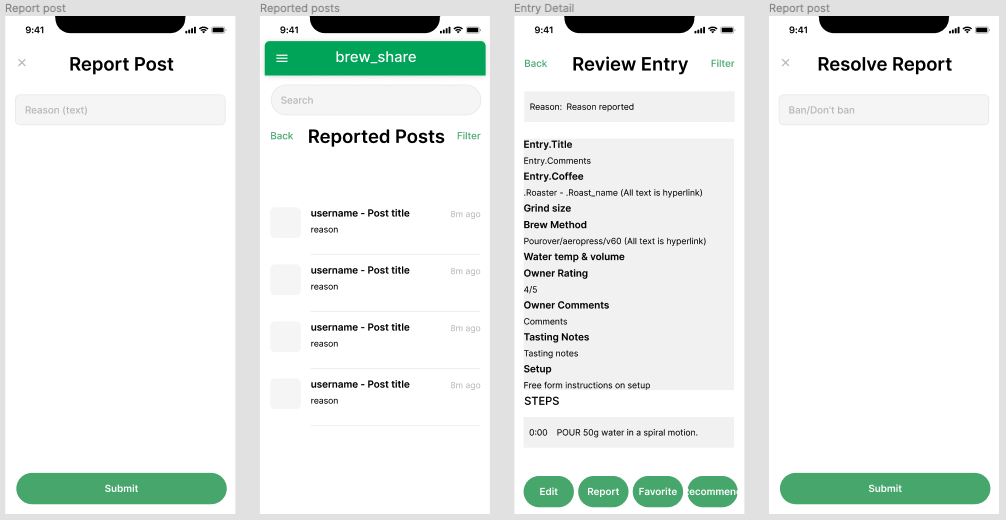 Report post
9:41
× Report Post
Reason (text)
Submit
Reported posts
9:41
brew_share
Search
Back Reported Posts Filter
username - Post title 8m ago
reason
username - Post title 8m ago
reason
username - Post title 8m ago
reason
username - Post title 8m ago
reason
Entry Detail
9:41
Back Review Entry Filter
Reason: Reason reported
Entry.Title
Entry.Comments
Entry.Coffee
.Roaster - .Roast_name (All text is hyperlink)
Grind size
Brew Method
Pourover/aeropress/v60 (All text is hyperlink)
Water temp & volume
Owner Rating
4/5
Owner Comments
Comments
Tasting Notes
Tasting notes
Setup
Free form instructions on setup
STEPS
0:00 POUR 50g water in a spiral motion.
Edit Report Favorite ecommen
Report post
9:41
× Resolve Report
Ban/Don't ban
Submit